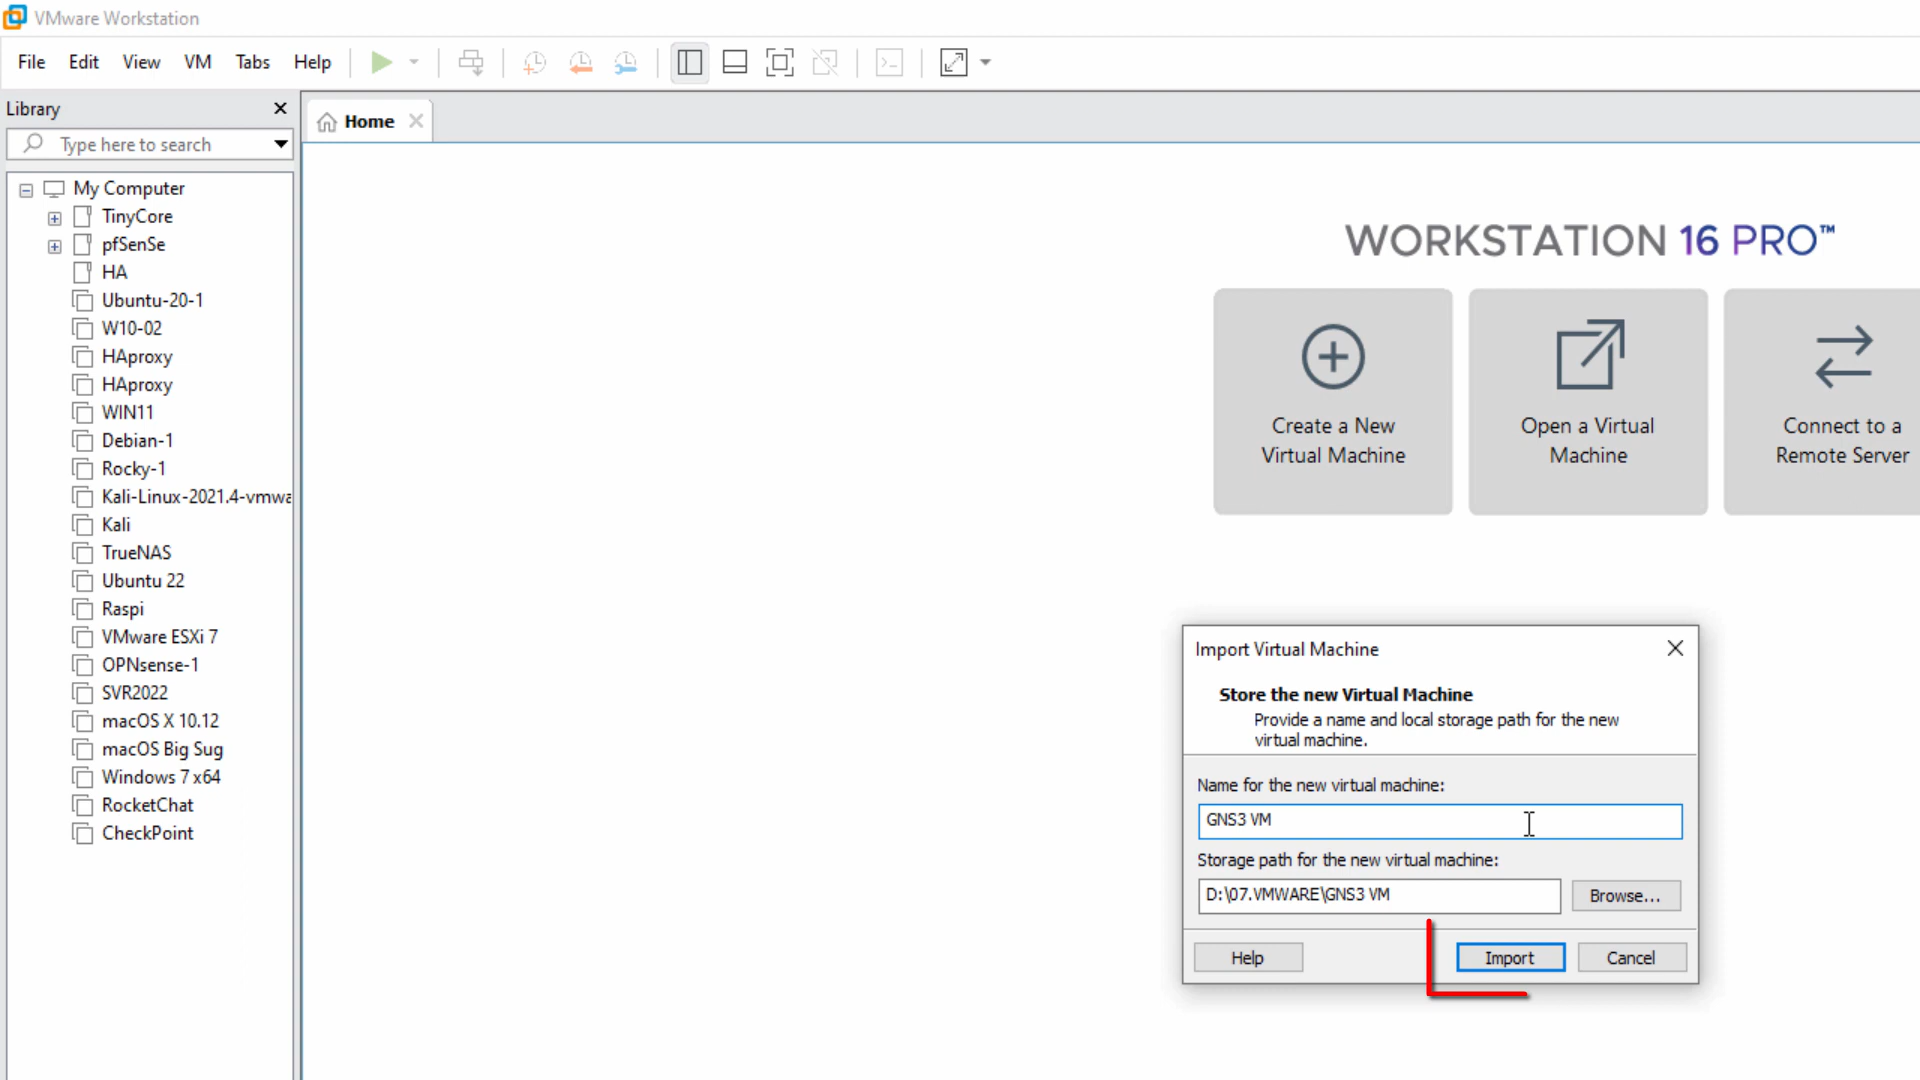 VMware Workstation
File Edit View VM Tabs Help
Library
Type here to search
My Computer
TinyCore
pfSenSe
HA
Ubuntu-20-1
W10-02
HAproxy
HAproxy
WIN11
Debian-1
Rocky-1
Kali-Linux-2021.4-vmwa
Kali
TrueNAS
Ubuntu 22
Raspi
VMware ESXi 7
OPNsense-1
SVR2022
macOS X 10.12
macOS Big Sug
Windows 7 x64
RocketChat
CheckPoint
Home
WORKSTATION 16 PRO™
Create a New
Virtual Machine
Open a Virtual
Machine
Connect to a
Remote Server
Import Virtual Machine
Store the new Virtual Machine
Provide a name and local storage path for the new
virtual machine.
Name for the new virtual machine:
GNS3 VM
Storage path for the new virtual machine:
D:\07.VMWARE\GNS3 VM
Browse...
Help
Import
Cancel